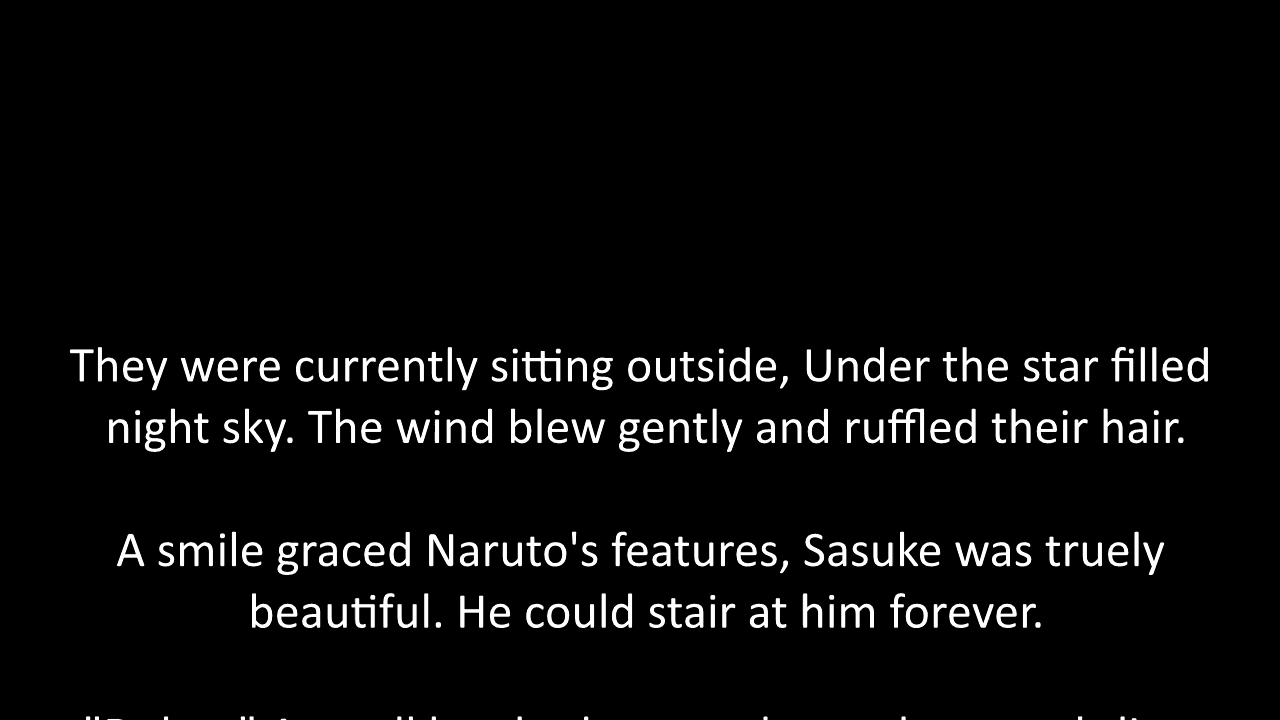 They were currently sitting outside, Under the star filled
night sky. The wind blew gently and ruffled their hair.
A smile graced Naruto's features, Sasuke was truely
beautiful. He could stair at him forever.